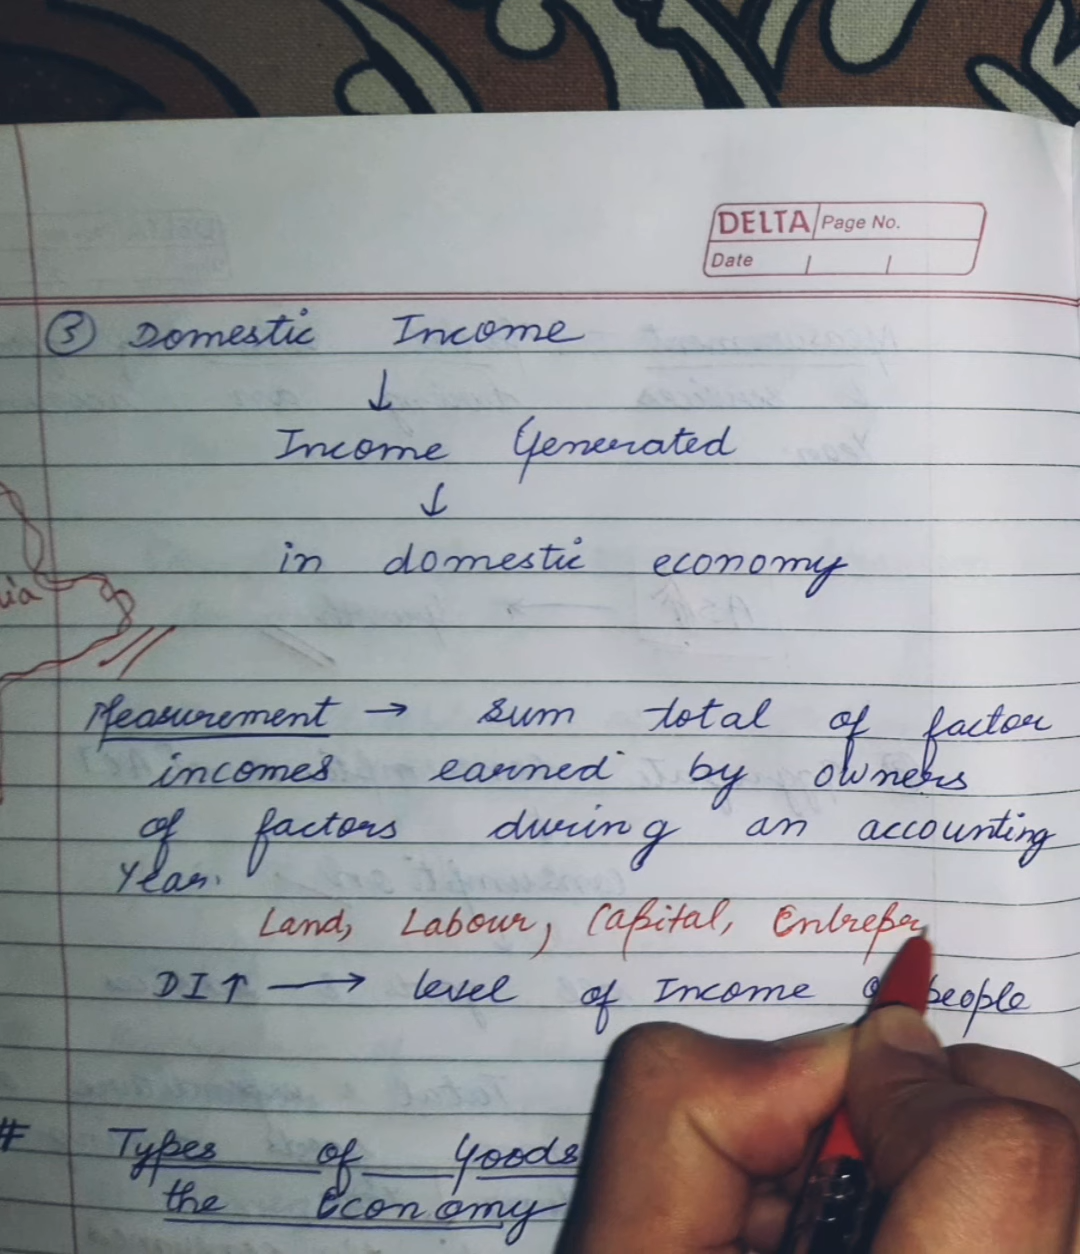 DELTA Page No.
Date
③ Domestic Income
↓
Income Generated
↓
in domestic economy
Measurement → sum total of factor
incomes earned by owners
of factors during an accounting
Year.
Land, Labour, Capital, Entrepr
DI↑ → level of Income people
# Types of Goods
the Economy